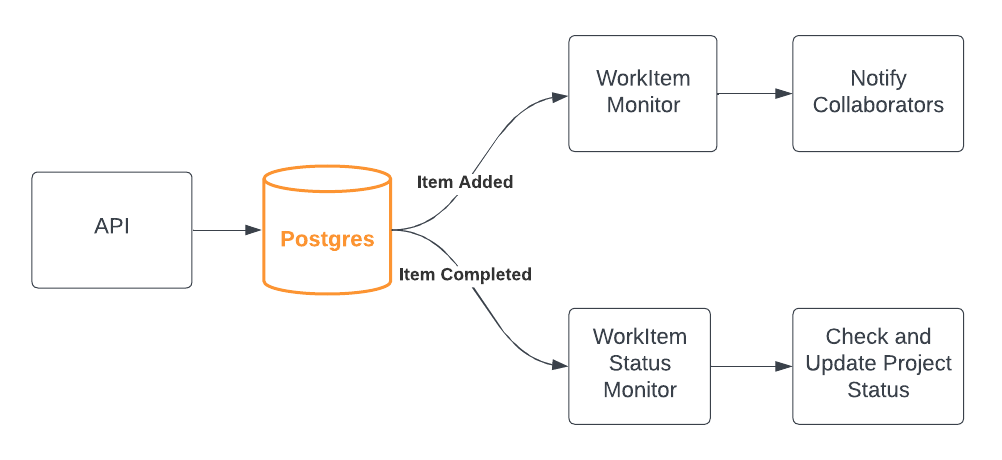 API
Postgres
Item Added
Item Completed
WorkItem
Monitor
Notify
Collaborators
WorkItem
Status
Monitor
Check and
Update Project
Status